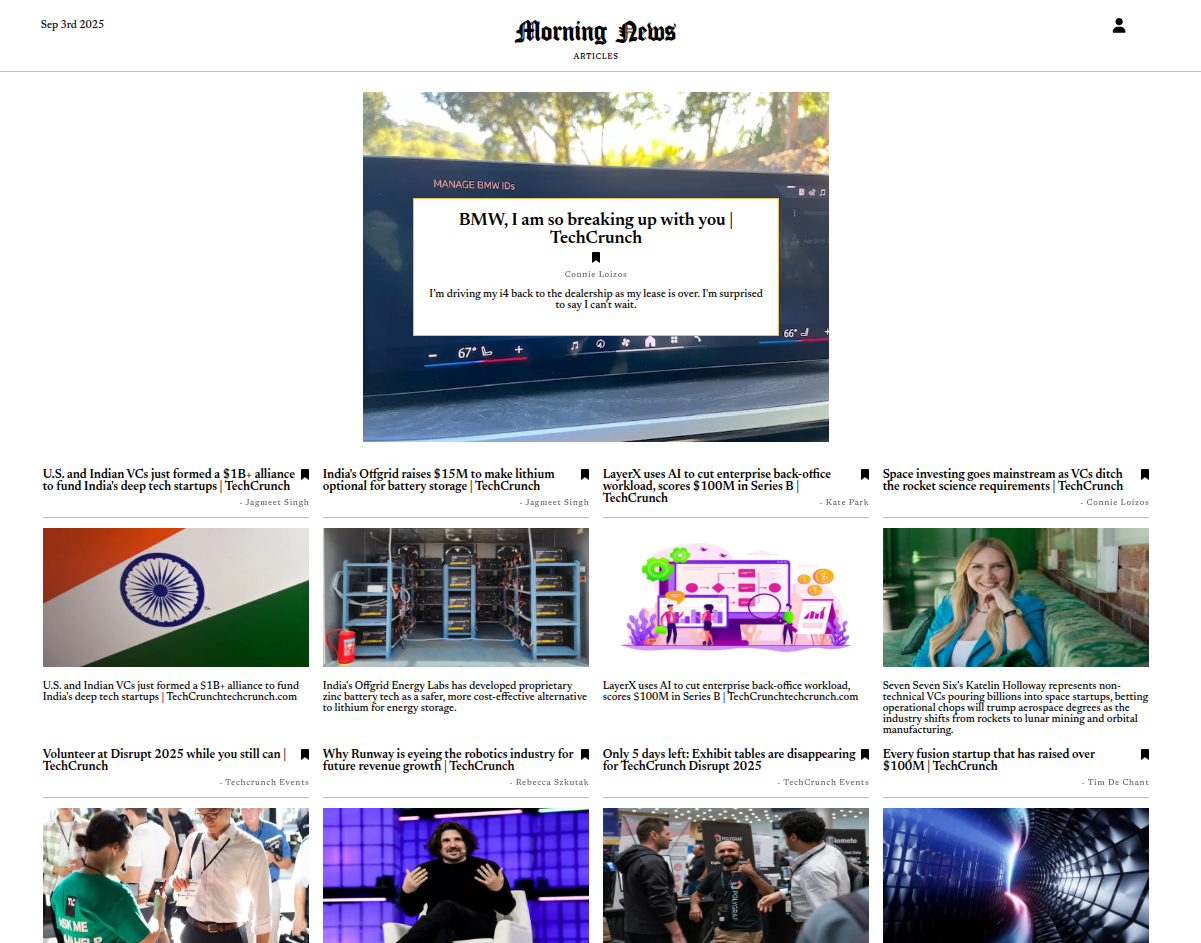 Sep 3rd 2025
Morning News
ARTICLES
MANAGE BMW IDs
BMW, I am so breaking up with you |
TechCrunch
Connie Loizos
I'm driving my i4 back to the dealership as my lease is over. I'm surprised
to say I can't wait.
67°
66°
U.S. and Indian VCs just formed a $1B+ alliance
to fund India's deep tech startups | TechCrunch
- Jagmeet Singh
India's Offgrid raises $15M to make lithium
optional for battery storage | TechCrunch
- Jagmeet Singh
LayerX uses AI to cut enterprise back-office
workload, scores $100M in Series B |
TechCrunch
- Kate Park
Space investing goes mainstream as VCs ditch
the rocket science requirements | TechCrunch
- Connie Loizos
U.S. and Indian VCs just formed a $1B+ alliance to fund
India's deep tech startups | TechCrunchtechcrunch.com
India's Offgrid Energy Labs has developed proprietary
zinc battery tech as a safer, more cost-effective alternative
to lithium for energy storage.
LayerX uses AI to cut enterprise back-office workload,
scores $100M in Series B | TechCrunchtechcrunch.com
Seven Seven Six's Katelin Holloway represents non-
technical VCs pouring billions into space startups, betting
operational chops will trump aerospace degrees as the
industry shifts from rockets to lunar mining and orbital
manufacturing.
Volunteer at Disrupt 2025 while you still can |
TechCrunch
- Techcrunch Events
Why Runway is eyeing the robotics industry for
future revenue growth | TechCrunch
- Rebecca Szkutak
Only 5 days left: Exhibit tables are disappearing
for TechCrunch Disrupt 2025
- TechCrunch Events
Every fusion startup that has raised over
$100M | TechCrunch
- Tim De Chant
ASK ME
POLYGRAF
POLYGRAF